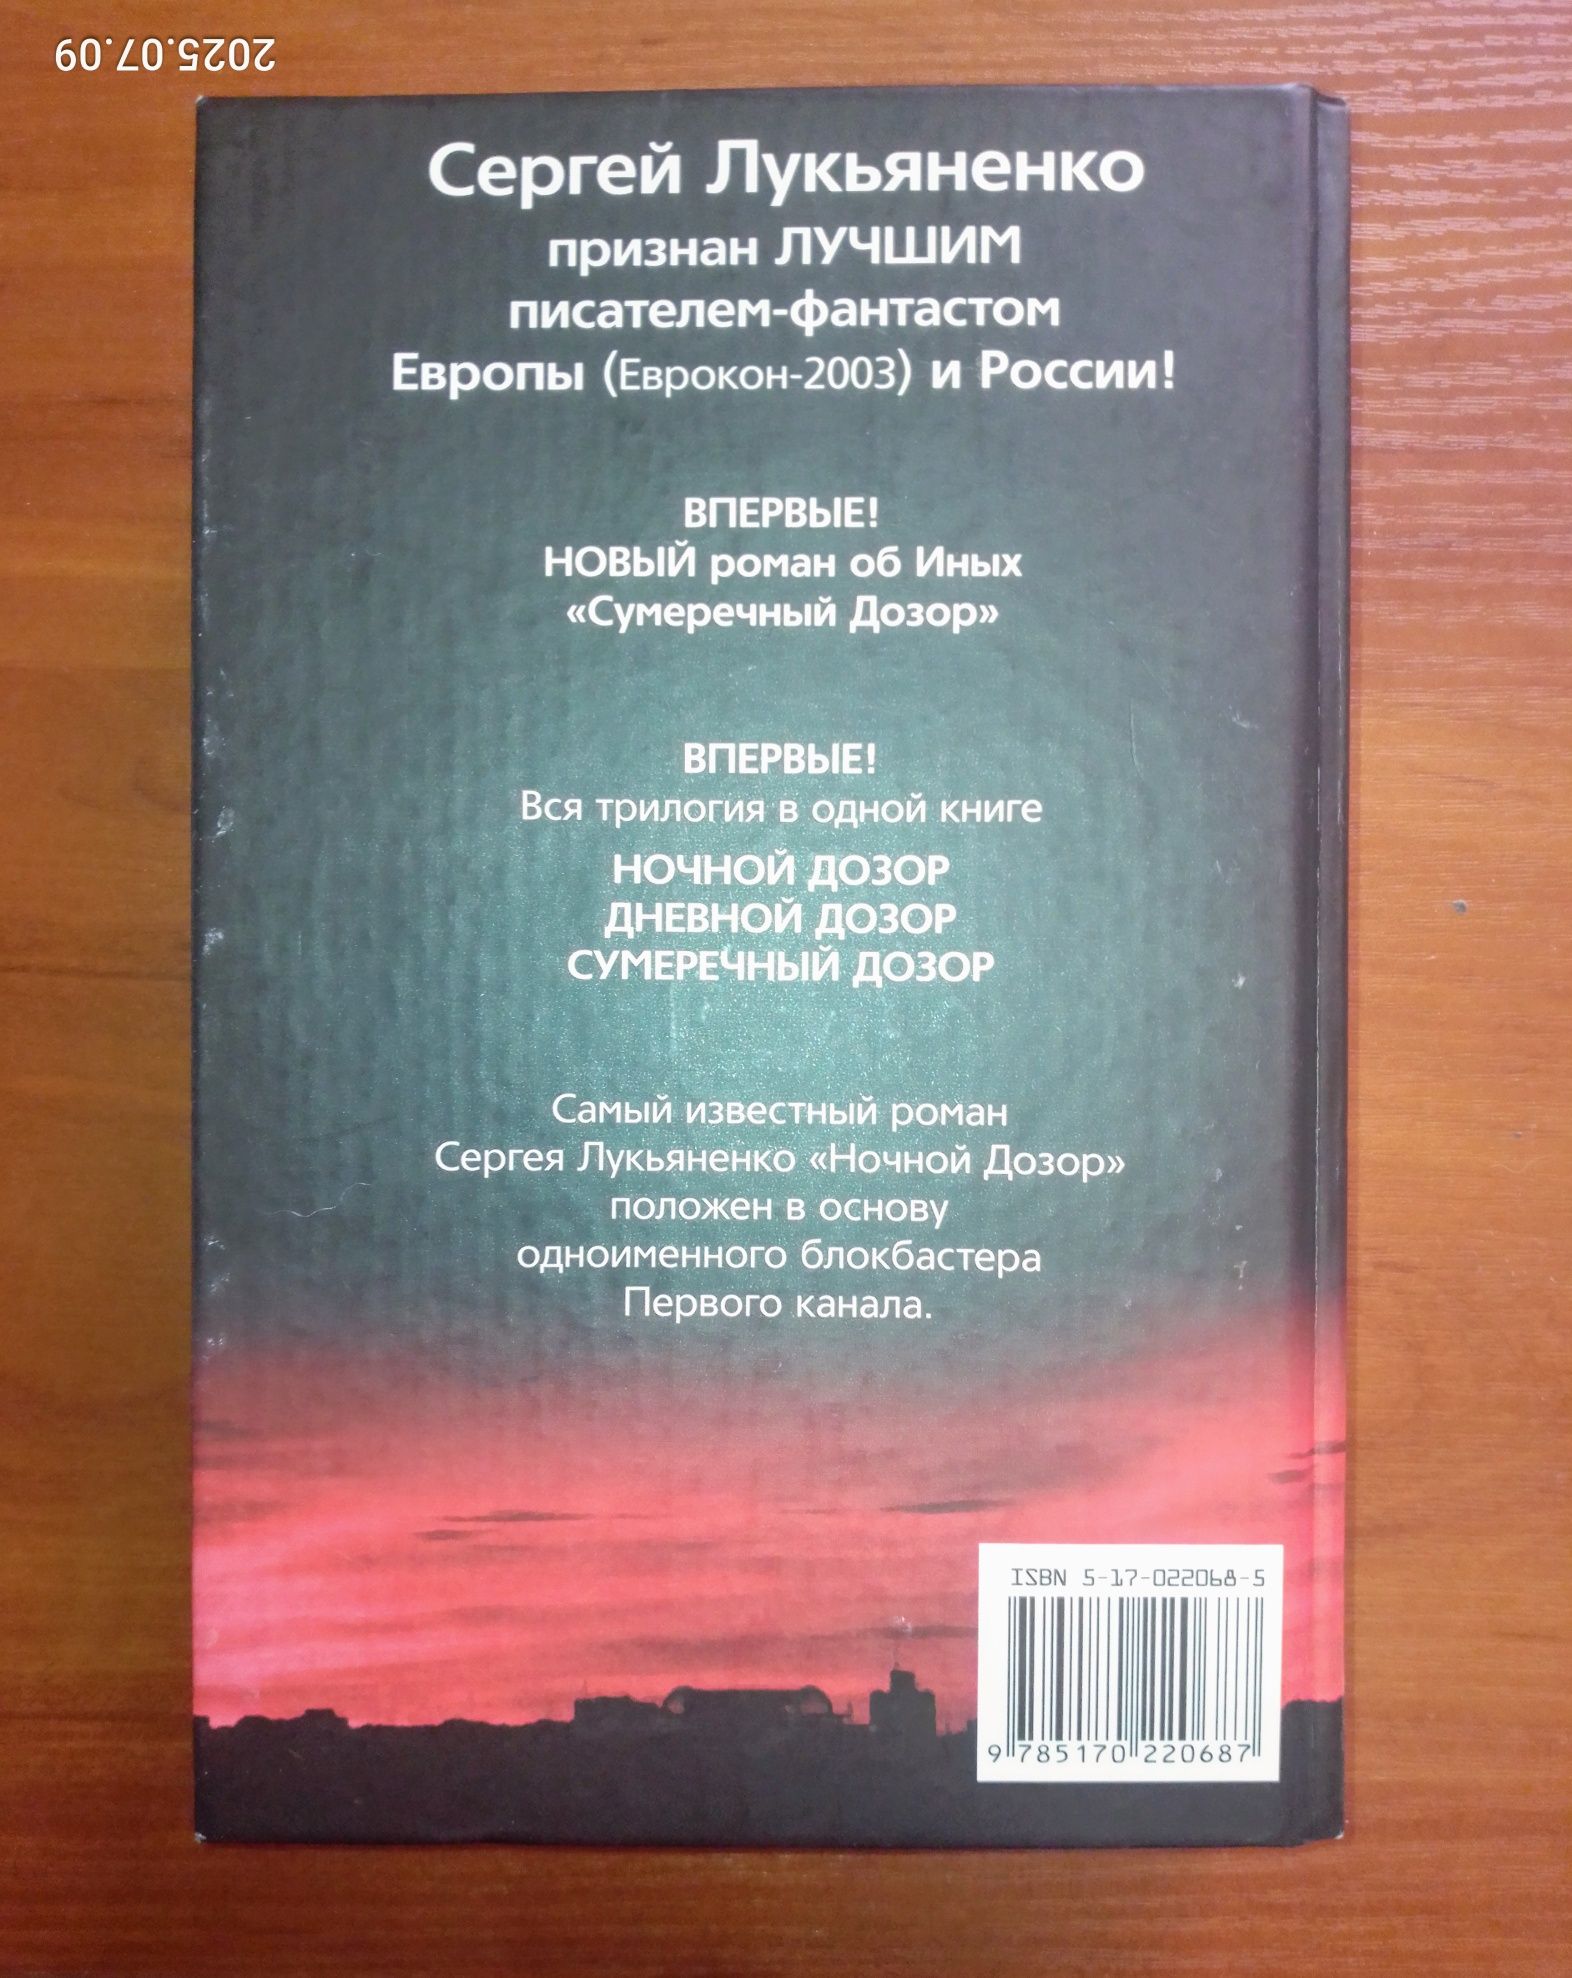 2025.07.09
Сергей Лукьяненко
признан ЛУЧШИМ
писателем-фантастом
Европы (Еврокон-2003) и России!
ВПЕРВЫЕ!
НОВЫЙ роман об Иных
«Сумеречный Дозор»
ВПЕРВЫЕ!
Вся трилогия в одной книге
НОЧНОЙ ДОЗОР
ДНЕВНОЙ ДОЗОР
СУМЕРЕЧНЫЙ ДОЗОР
Самый известный роман
Сергея Лукьяненко «Ночной Дозор»
положен в основу
одноименного блокбастера
Первого канала.
ISBN 5-17-022068-5
9 785170 220687